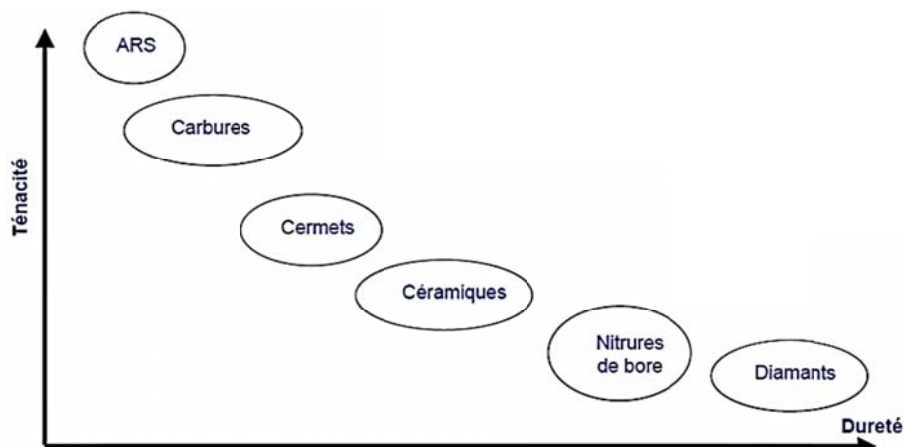 ARS
Carbures
Ténacité
Cermets
Céramiques
Nitrures
de bore
Diamants
Dureté